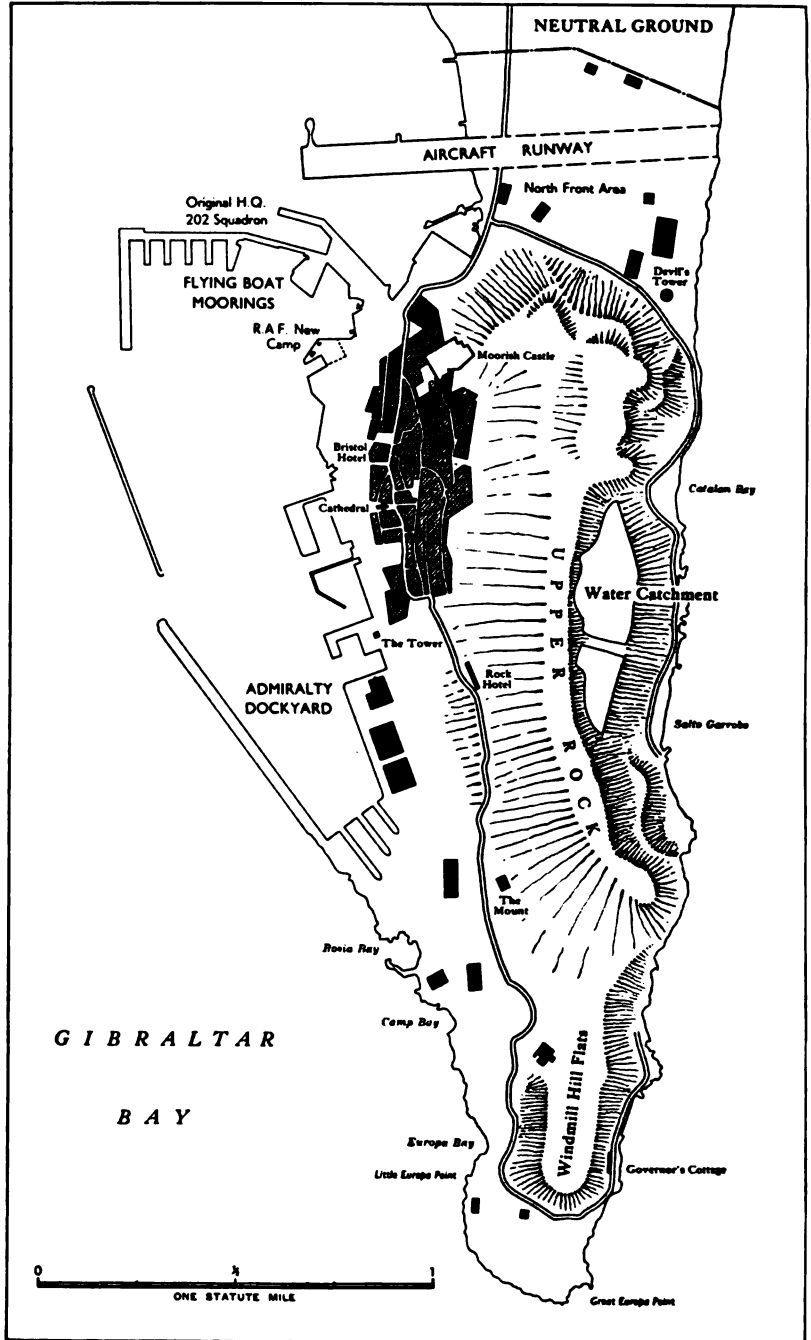 NEUTRAL GROUND
AIRCRAFT RUNWAY
North Front Area
Original H.Q.
202 Squadron
Devil's
Tower
FLYING BOAT
MOORINGS
R.A.F. New
Camp
Moorish Castle
Bristol
Hotel
Catalan Bay
Cathedral
UPPER ROCK
Water Catchment
The Tower
Rock
Hotel
ADMIRALTY
DOCKYARD
Salto Garrobo
The
Mount
Rosia Bay
Camp Bay
GIBRALTAR
BAY
Windmill Hill Flats
Europa Bay
Little Europa Point
Governor's Cottage
0 ½ 1
ONE STATUTE MILE
Great Europa Point